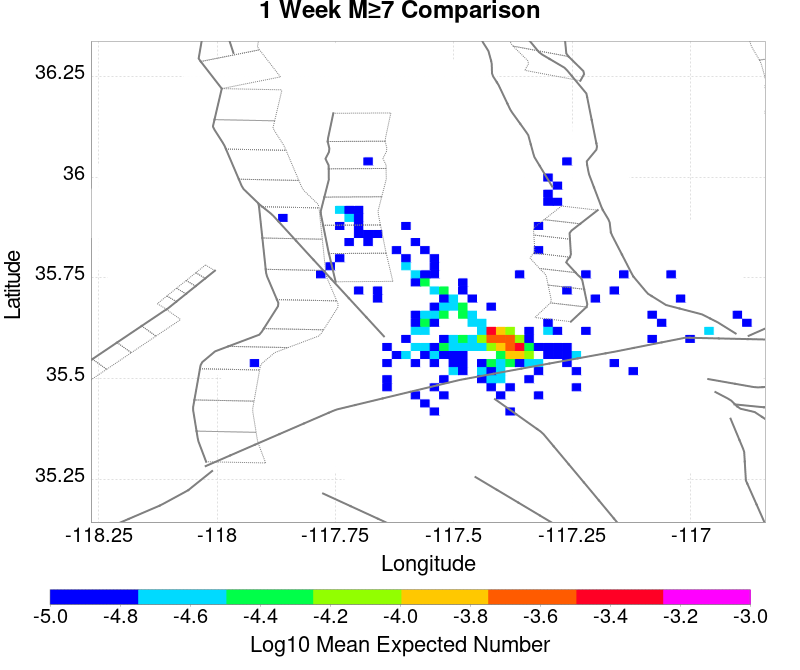 1 Week M≥7 Comparison
36.25
36
35.75
35.5
35.25
Latitude
-118.25 -118 -117.75 -117.5 -117.25 -117
Longitude
-5.0 -4.8 -4.6 -4.4 -4.2 -4.0 -3.8 -3.6 -3.4 -3.2 -3.0
Log10 Mean Expected Number